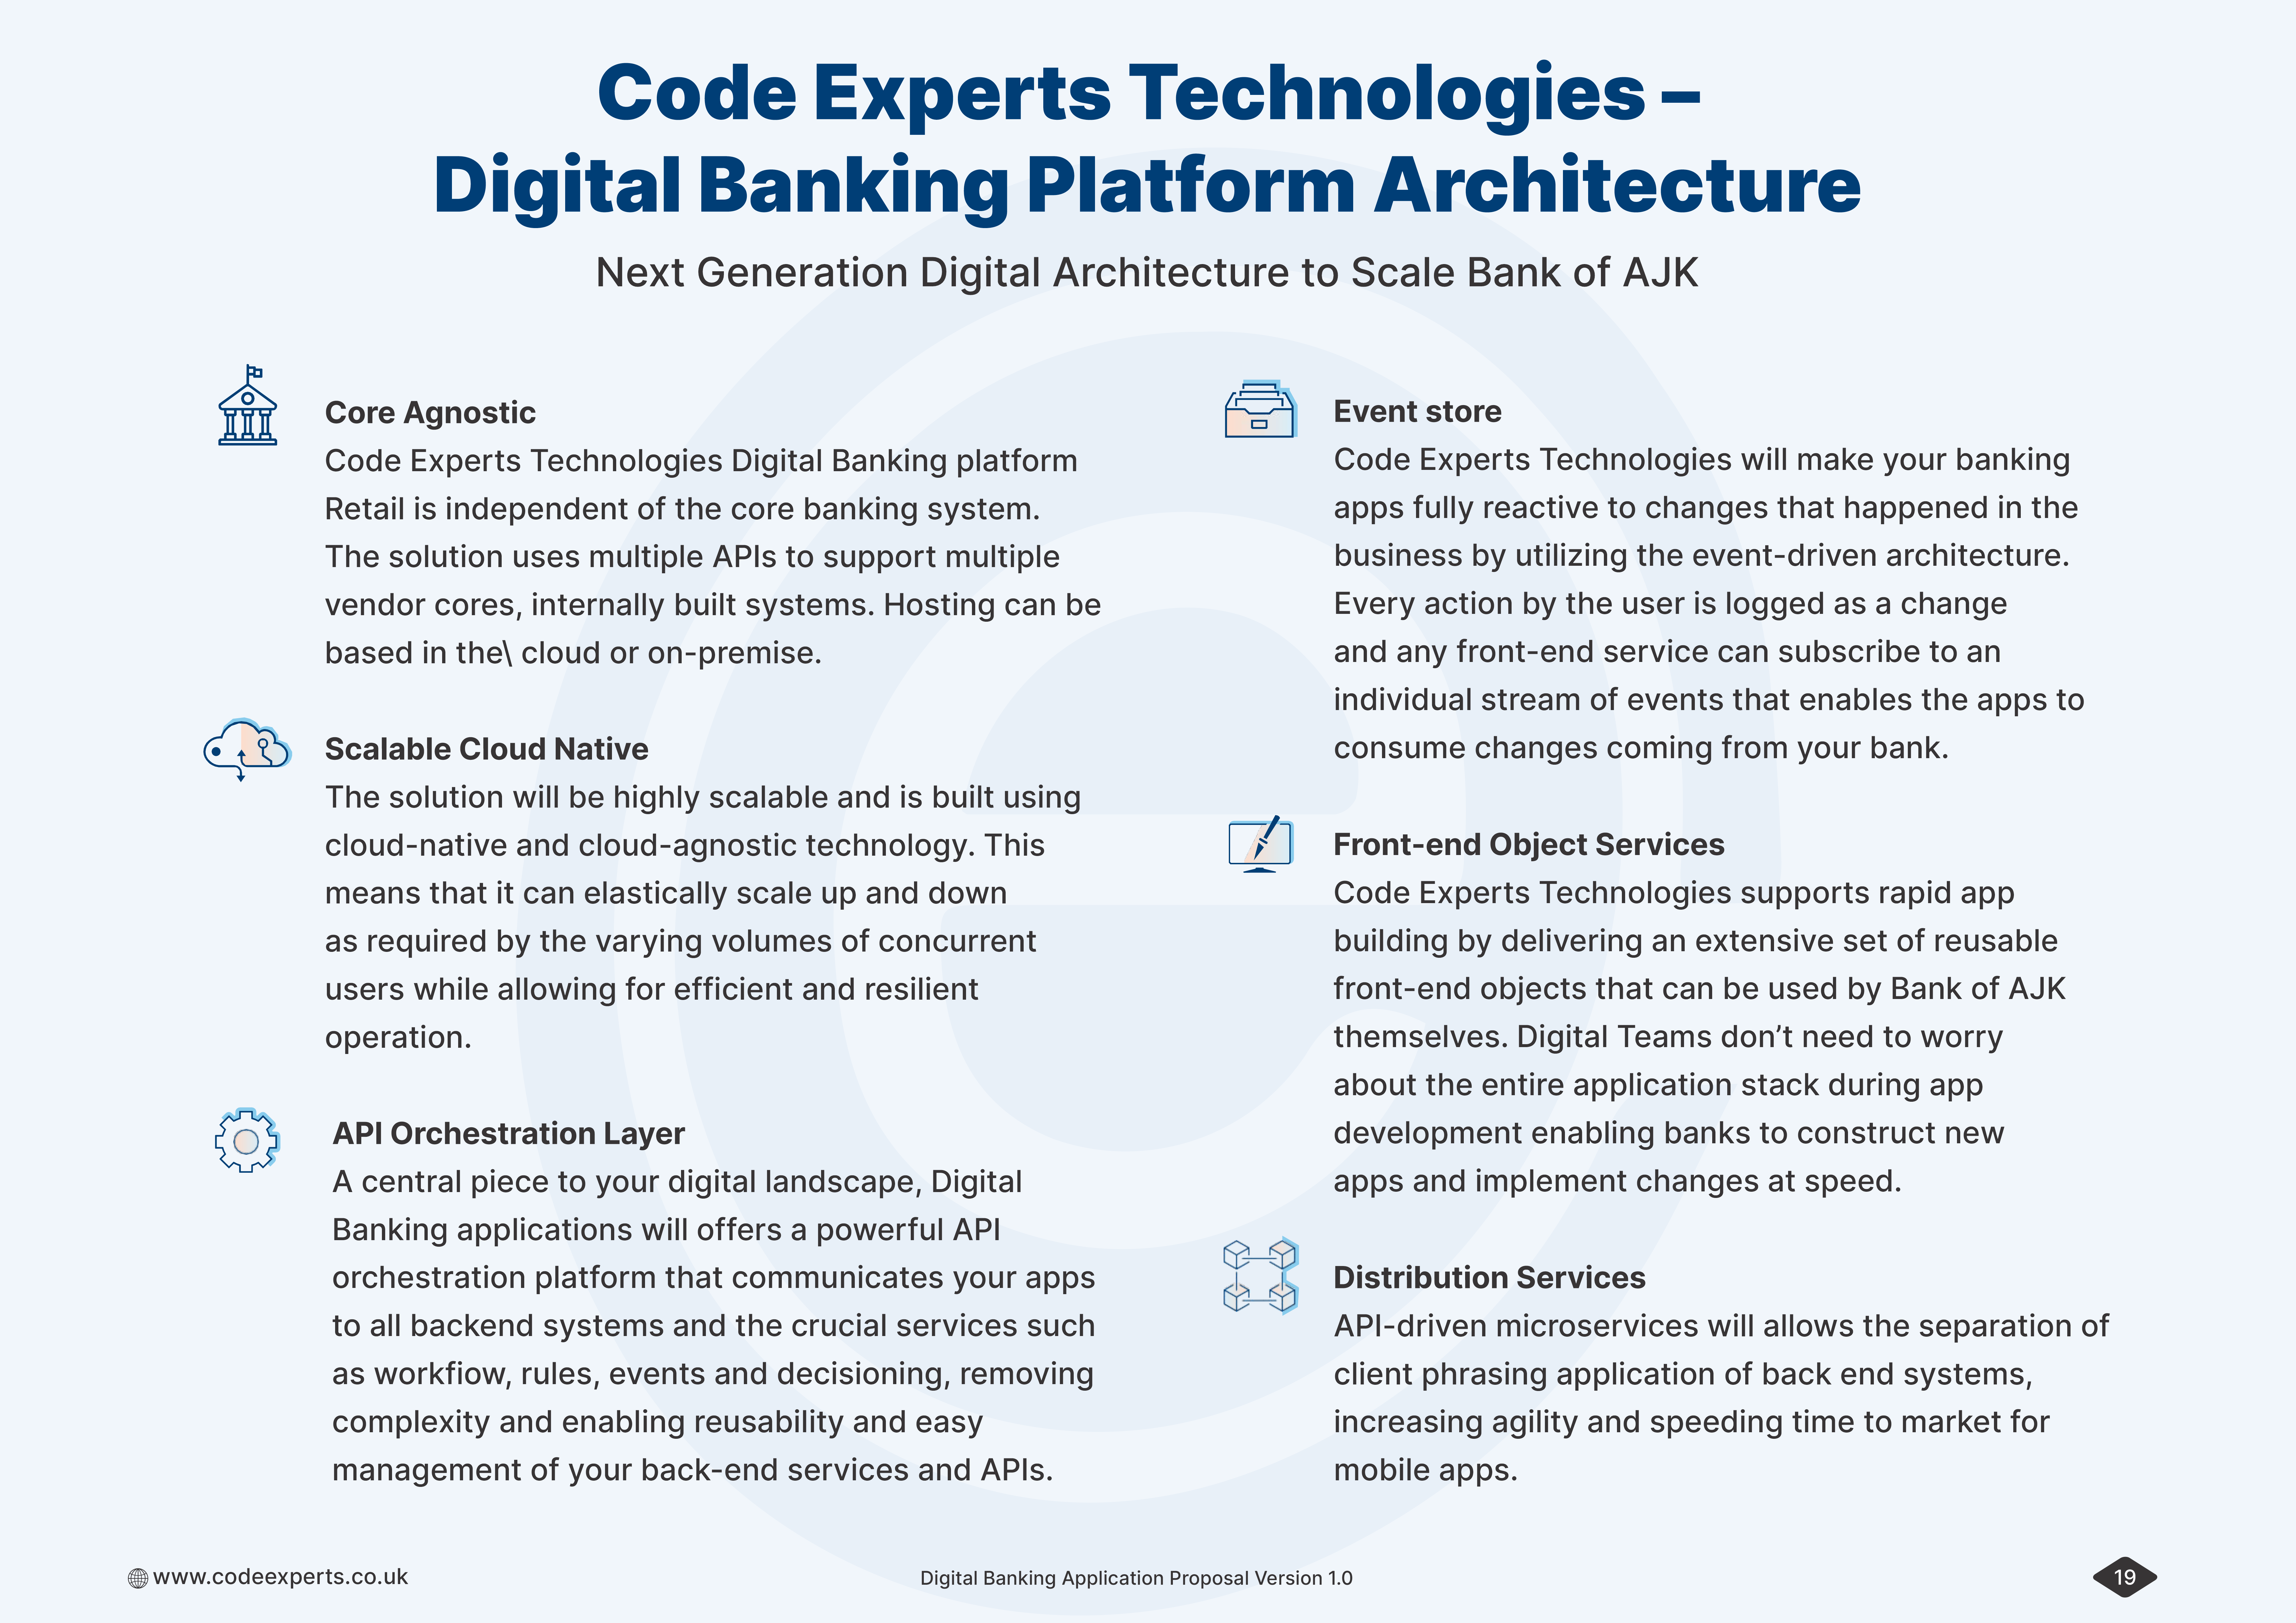 Code Experts Technologies –
Digital Banking Platform Architecture
Next Generation Digital Architecture to Scale Bank of AJK
Core Agnostic
Code Experts Technologies Digital Banking platform
Retail is independent of the core banking system.
The solution uses multiple APIs to support multiple
vendor cores, internally built systems. Hosting can be
based in the\ cloud or on-premise.
Scalable Cloud Native
The solution will be highly scalable and is built using
cloud-native and cloud-agnostic technology. This
means that it can elastically scale up and down
as required by the varying volumes of concurrent
users while allowing for efficient and resilient
operation.
API Orchestration Layer
A central piece to your digital landscape, Digital
Banking applications will offers a powerful API
orchestration platform that communicates your apps
to all backend systems and the crucial services such
as workfiow, rules, events and decisioning, removing
complexity and enabling reusability and easy
management of your back-end services and APIs.
Event store
Code Experts Technologies will make your banking
apps fully reactive to changes that happened in the
business by utilizing the event-driven architecture.
Every action by the user is logged as a change
and any front-end service can subscribe to an
individual stream of events that enables the apps to
consume changes coming from your bank.
Front-end Object Services
Code Experts Technologies supports rapid app
building by delivering an extensive set of reusable
front-end objects that can be used by Bank of AJK
themselves. Digital Teams don’t need to worry
about the entire application stack during app
development enabling banks to construct new
apps and implement changes at speed.
Distribution Services
API-driven microservices will allows the separation of
client phrasing application of back end systems,
increasing agility and speeding time to market for
mobile apps.
www.codeexperts.co.uk
Digital Banking Application Proposal Version 1.0
19